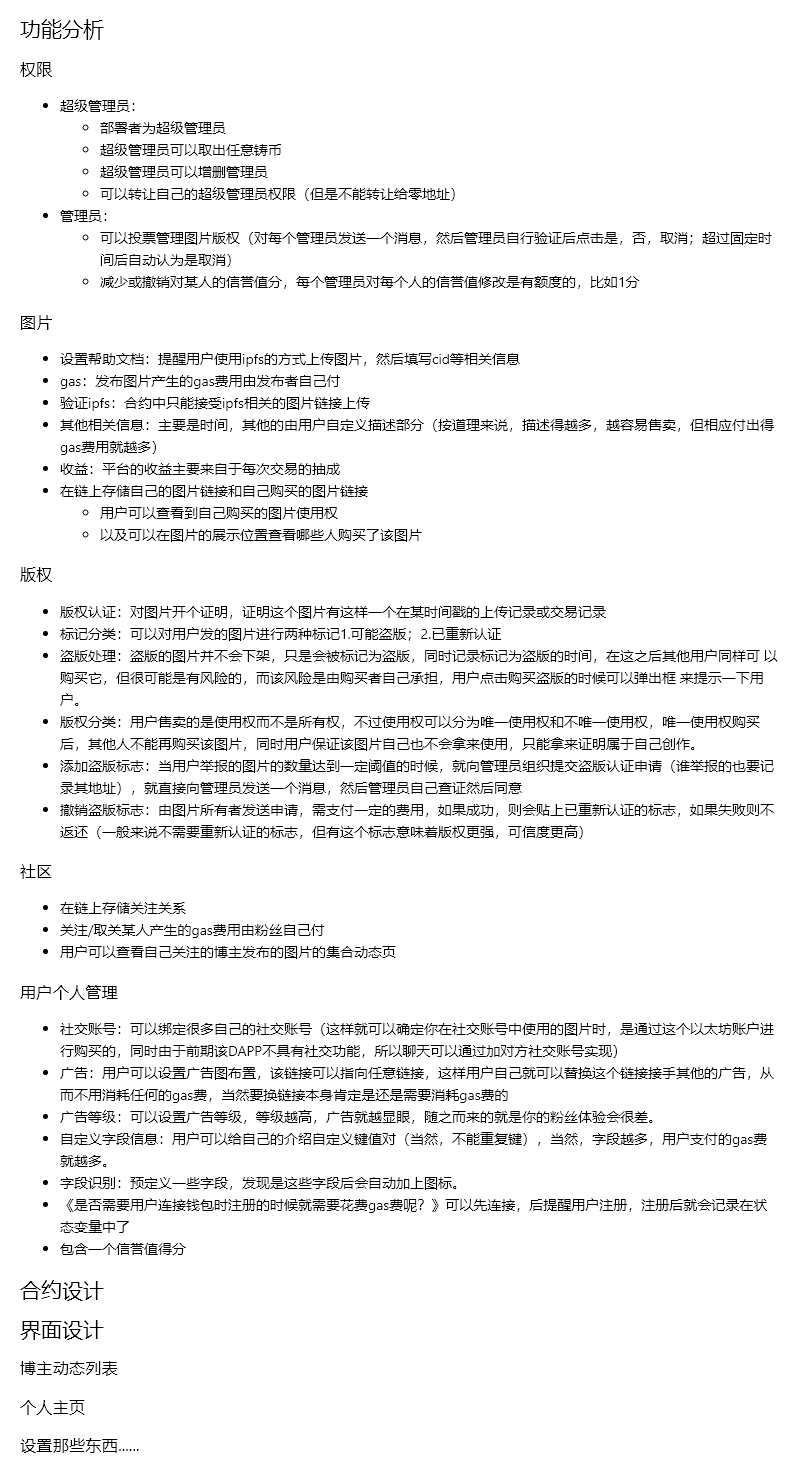 功能分析
权限
超级管理员：
部署者为超级管理员
超级管理员可以取出任意铸币
超级管理员可以增删管理员
可以转让自己的超级管理员权限（但是不能转让给零地址）
管理员：
可以投票管理图片版权（对每个管理员发送一个消息，然后管理员自行验证后点击是，否，取消；超过固定时
间后自动认为是取消）
减少或撤销对某人的信誉值分，每个管理员对每个人的信誉值修改是有额度的，比如1分
图片
设置帮助文档：提醒用户使用ipfs的方式上传图片，然后填写cid等相关信息
gas：发布图片产生的gas费用由发布者自己付
验证ipfs：合约中只能接受ipfs相关的图片链接上传
其他相关信息：主要是时间，其他的由用户自定义描述部分（按道理来说，描述得越多，越容易售卖，但相应付出得
gas费用就越多）
收益：平台的收益主要来自于每次交易的抽成
在链上存储自己的图片链接和自己购买的图片链接
用户可以查看到自己购买的图片使用权
以及可以在图片的展示位置查看哪些人购买了该图片
版权
版权认证：对图片开个证明，证明这个图片有这样一个在某时间戳的上传记录或交易记录
标记分类：可以对用户发的图片进行两种标记1.可能盗版；2.已重新认证
盗版处理：盗版的图片并不会下架，只是会被标记为盗版，同时记录标记为盗版的时间，在这之后其他用户同样可 以
购买它，但很可能是有风险的，而该风险是由购买者自己承担，用户点击购买盗版的时候可以弹出框 来提示一下用
户。
版权分类：用户售卖的是使用权而不是所有权，不过使用权可以分为唯一使用权和不唯一使用权，唯一使用权购买
后，其他人不能再购买该图片，同时用户保证该图片自己也不会拿来使用，只能拿来证明属于自己创作。
添加盗版标志：当用户举报的图片的数量达到一定阈值的时候，就向管理员组织提交盗版认证申请（谁举报的也要记
录其地址），就直接向管理员发送一个消息，然后管理员自己查证然后同意
撤销盗版标志：由图片所有者发送申请，需支付一定的费用，如果成功，则会贴上已重新认证的标志，如果失败则不
返还（一般来说不需要重新认证的标志，但有这个标志意味着版权更强，可信度更高）
社区
在链上存储关注关系
关注/取关某人产生的gas费用由粉丝自己付
用户可以查看自己关注的博主发布的图片的集合动态页
用户个人管理
社交账号：可以绑定很多自己的社交账号（这样就可以确定你在社交账号中使用的图片时，是通过这个以太坊账户进
行购买的，同时由于前期该DAPP不具有社交功能，所以聊天可以通过加对方社交账号实现）
广告：用户可以设置广告图布置，该链接可以指向任意链接，这样用户自己就可以替换这个链接接手其他的广告，从
而不用消耗任何的gas费，当然要换链接本身肯定是还是需要消耗gas费的
广告等级：可以设置广告等级，等级越高，广告就越显眼，随之而来的就是你的粉丝体验会很差。
自定义字段信息：用户可以给自己的介绍自定义键值对（当然，不能重复键），当然，字段越多，用户支付的gas费
就越多。
字段识别：预定义一些字段，发现是这些字段后会自动加上图标。
《是否需要用户连接钱包时注册的时候就需要花费gas费呢？》可以先连接，后提醒用户注册，注册后就会记录在状
态变量中了
包含一个信誉值得分
合约设计
界面设计
博主动态列表
个人主页
设置那些东西......